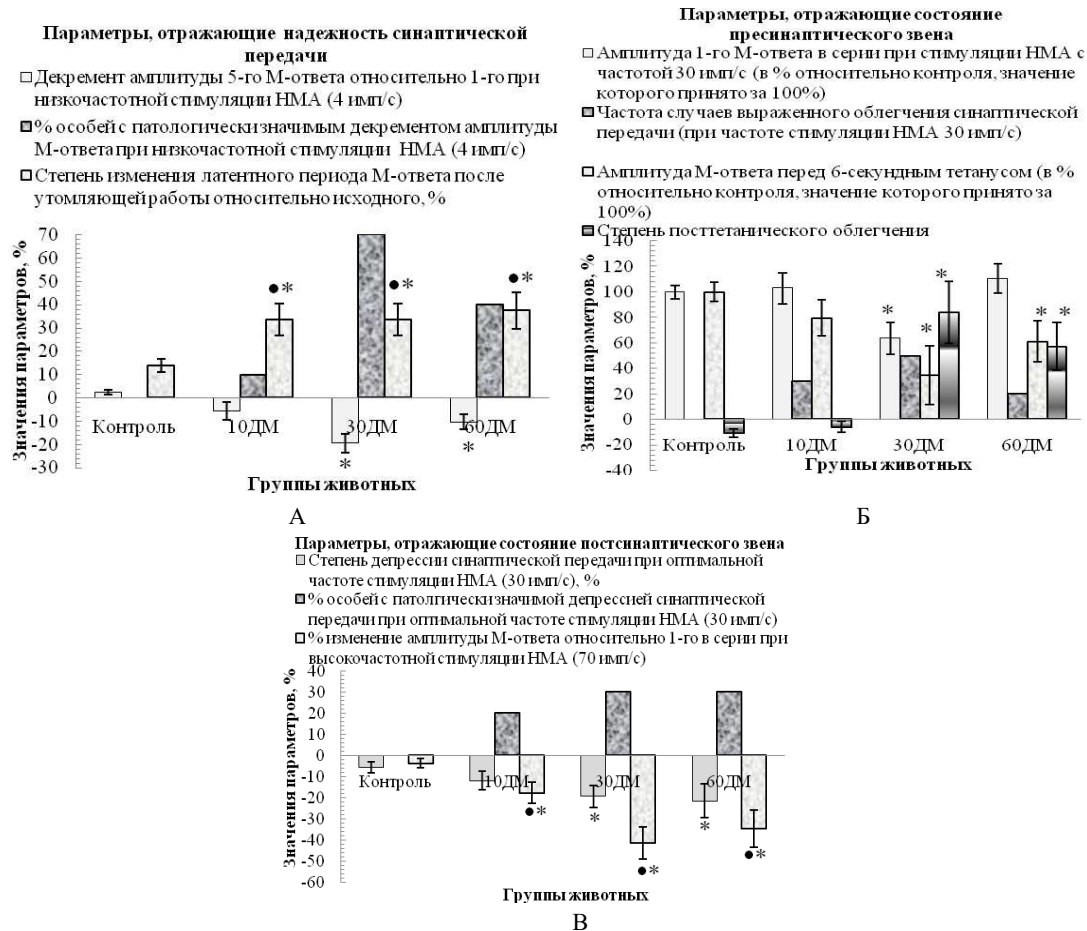 Параметры, отражающие надежность синаптической
передачи
Декремент амплитуды 5-го М-ответа относительно 1-го при
низкочастотной стимуляции НМА (4 имп/с)
% особей с патологически значимым декрементом амплитуды
М-ответа при низкочастотной стимуляции НМА (4 имп/с)
Степень изменения латентного периода М-ответа после
утомляющей работы относительно исходного, %
Значения параметров, %
70
60
50
40
30
20
10
0
-10
-20
-30
Контроль 10ДМ 30ДМ 60ДМ
●* ●* ●*
* *
Группы животных
А
Параметры, отражающие состояние
пресинаптического звена
Амплитуда 1-го М-ответа в серии при стимуляции НМА с
частотой 30 имп/с (в % относительно контроля, значение
которого принято за 100%)
Частота случаев выраженного облегчения синаптической
передачи (при частоте стимуляции НМА 30 имп/с)
Амплитуда М-ответа перед 6-секундным тетанусом (в %
относительно контроля, значение которого принято за
100%)
Степень посттетанического облегчения
Значения параметров, %
140
120
100
80
60
40
20
0
-20
-40
* * * * *
Контроль 10ДМ 30ДМ 60ДМ
Группы животных
Б
Параметры, отражающие состояние постсинаптического звена
Степень депрессии синаптической передачи при оптимальной
частоте стимуляции НМА (30 имп/с), %
% особей с патолгически значимой депрессией синаптической
передачи при оптимальной частоте стимуляции НМА (30 имп/с)
% изменение амплитуды М-ответа относительно 1-го в серии при
высокочастотной стимуляции НМА (70 имп/с)
Значения параметров, %
40
30
20
10
0
-10
-20
-30
-40
-50
-60
Контроль 10ДМ 30ДМ 60ДМ
●* * ●* * ●*
Группы животных
В